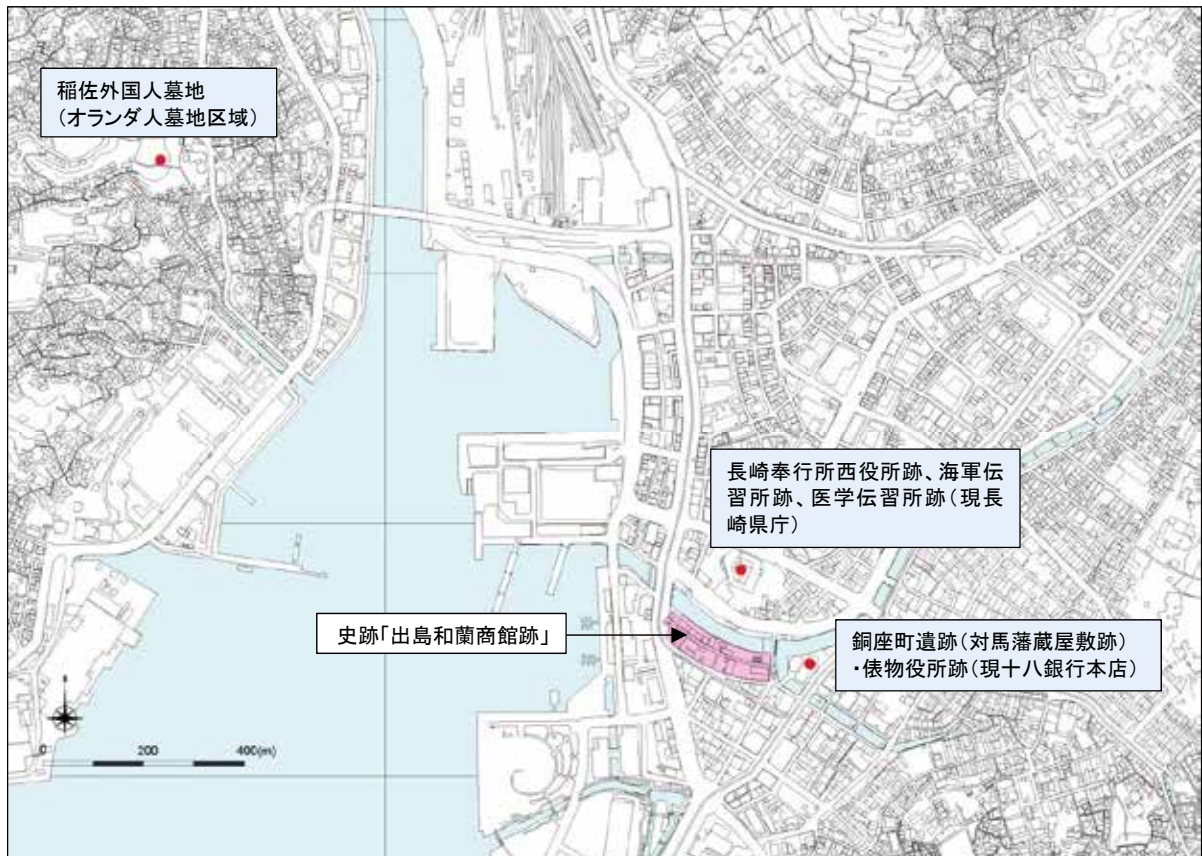 稲佐外国人墓地
(オランダ人墓地区域)
長崎奉行所西役所跡、海軍伝
習所跡、医学伝習所跡(現長
崎県庁)
史跡「出島和蘭商館跡」
銅座町遺跡(対馬藩蔵屋敷跡)
・俵物役所跡(現十八銀行本店)
0 200 400(m)